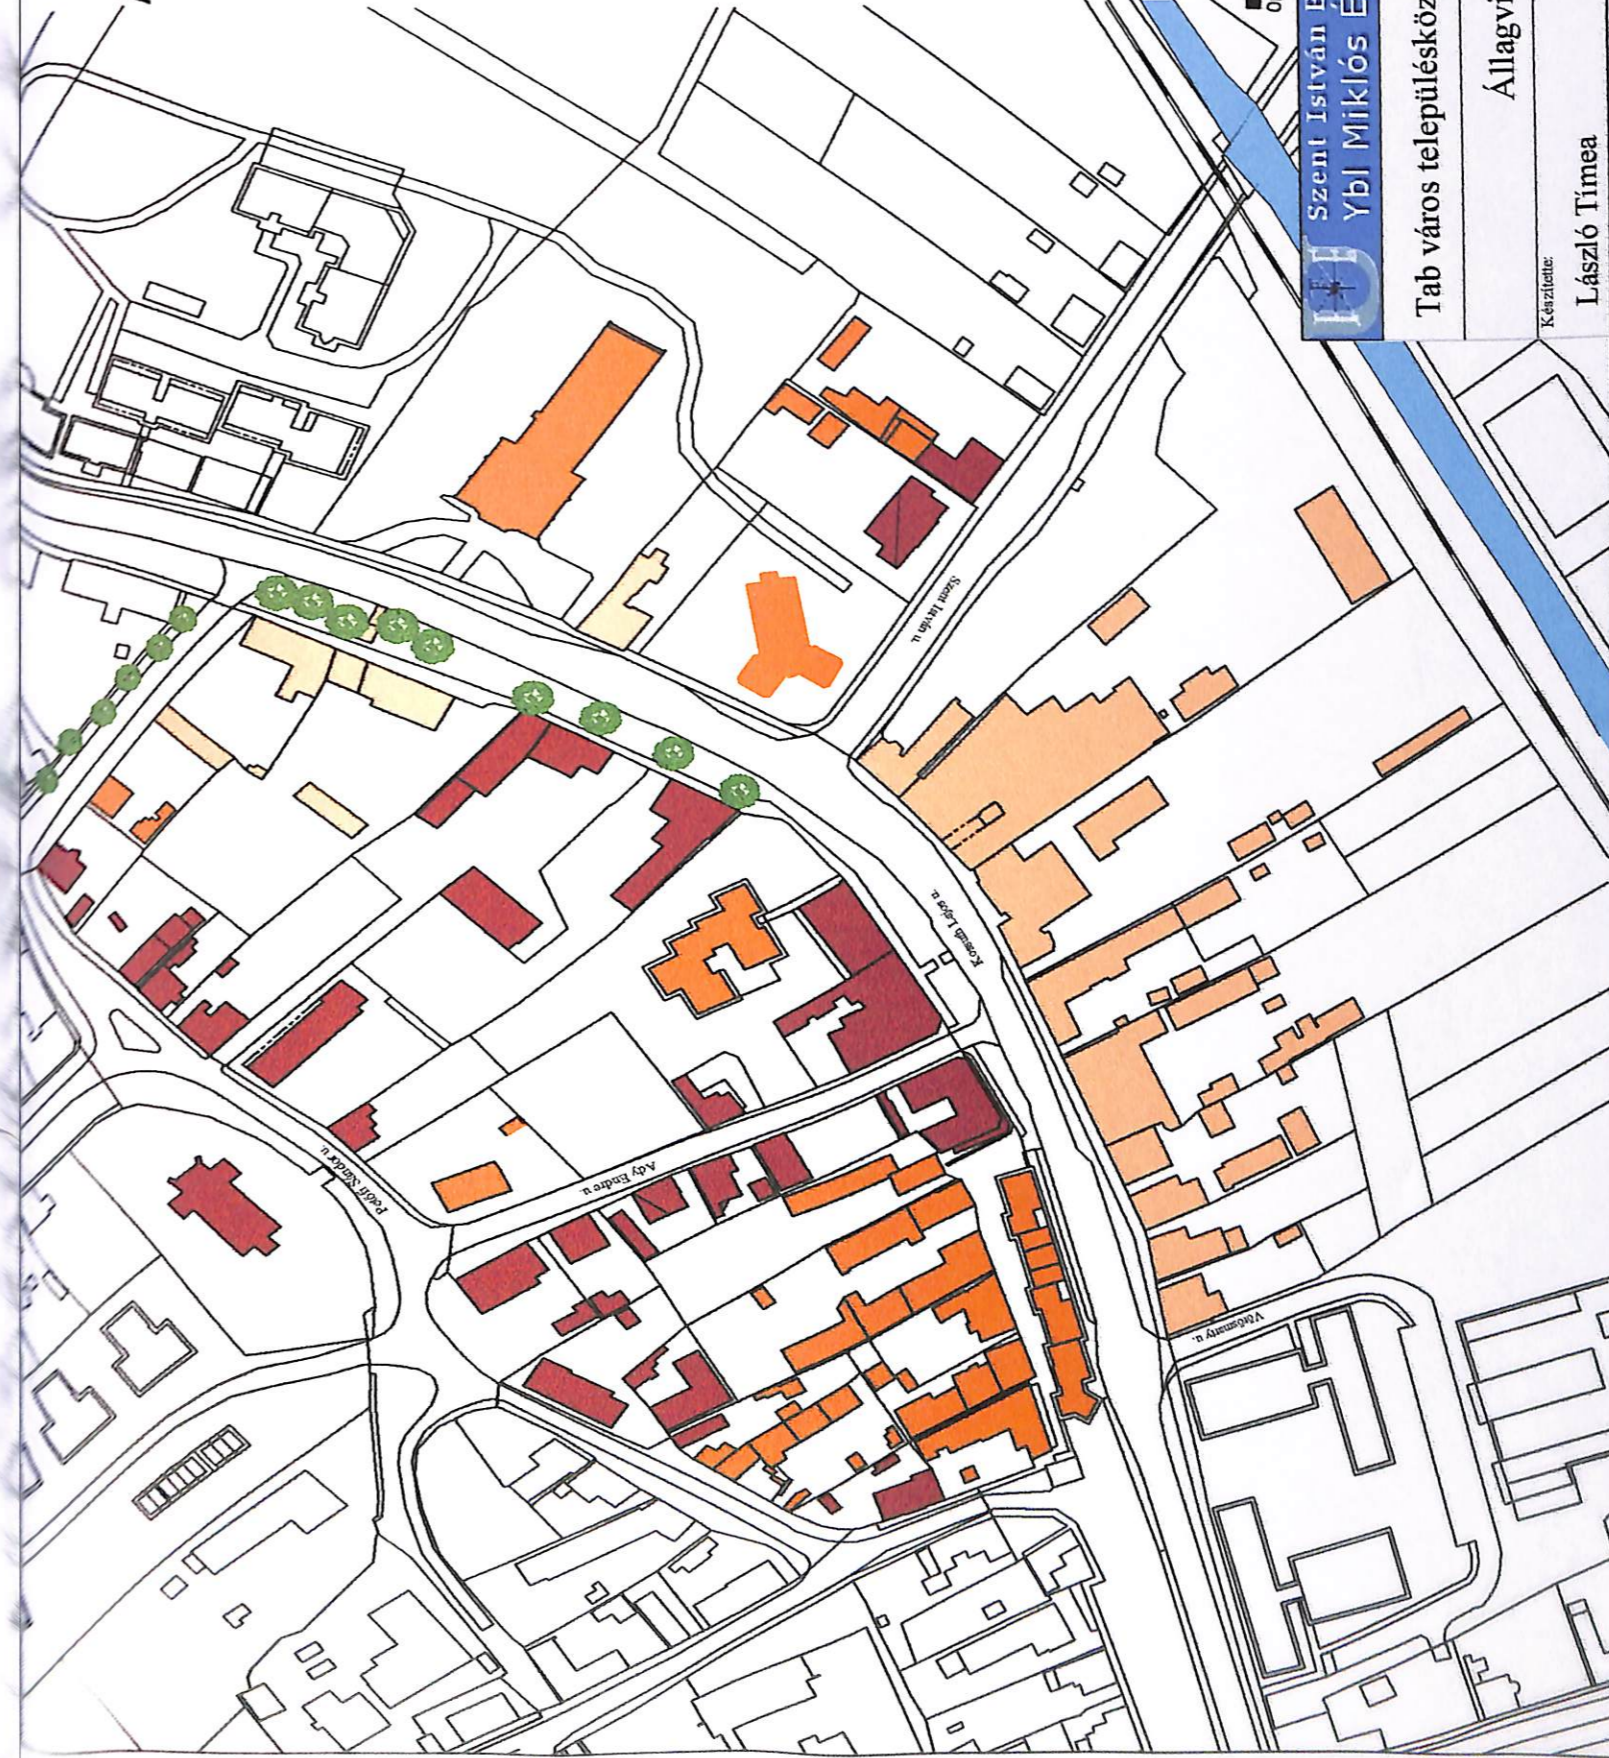 Szent István E
Ybl Miklós É
Tab város településköz
Állagvi
Készítette:
László Tímea
Szent István u.
Kossuth Lajos u.
Ady Endre u.
Petőfi Sándor u.
Vörösmarty u.